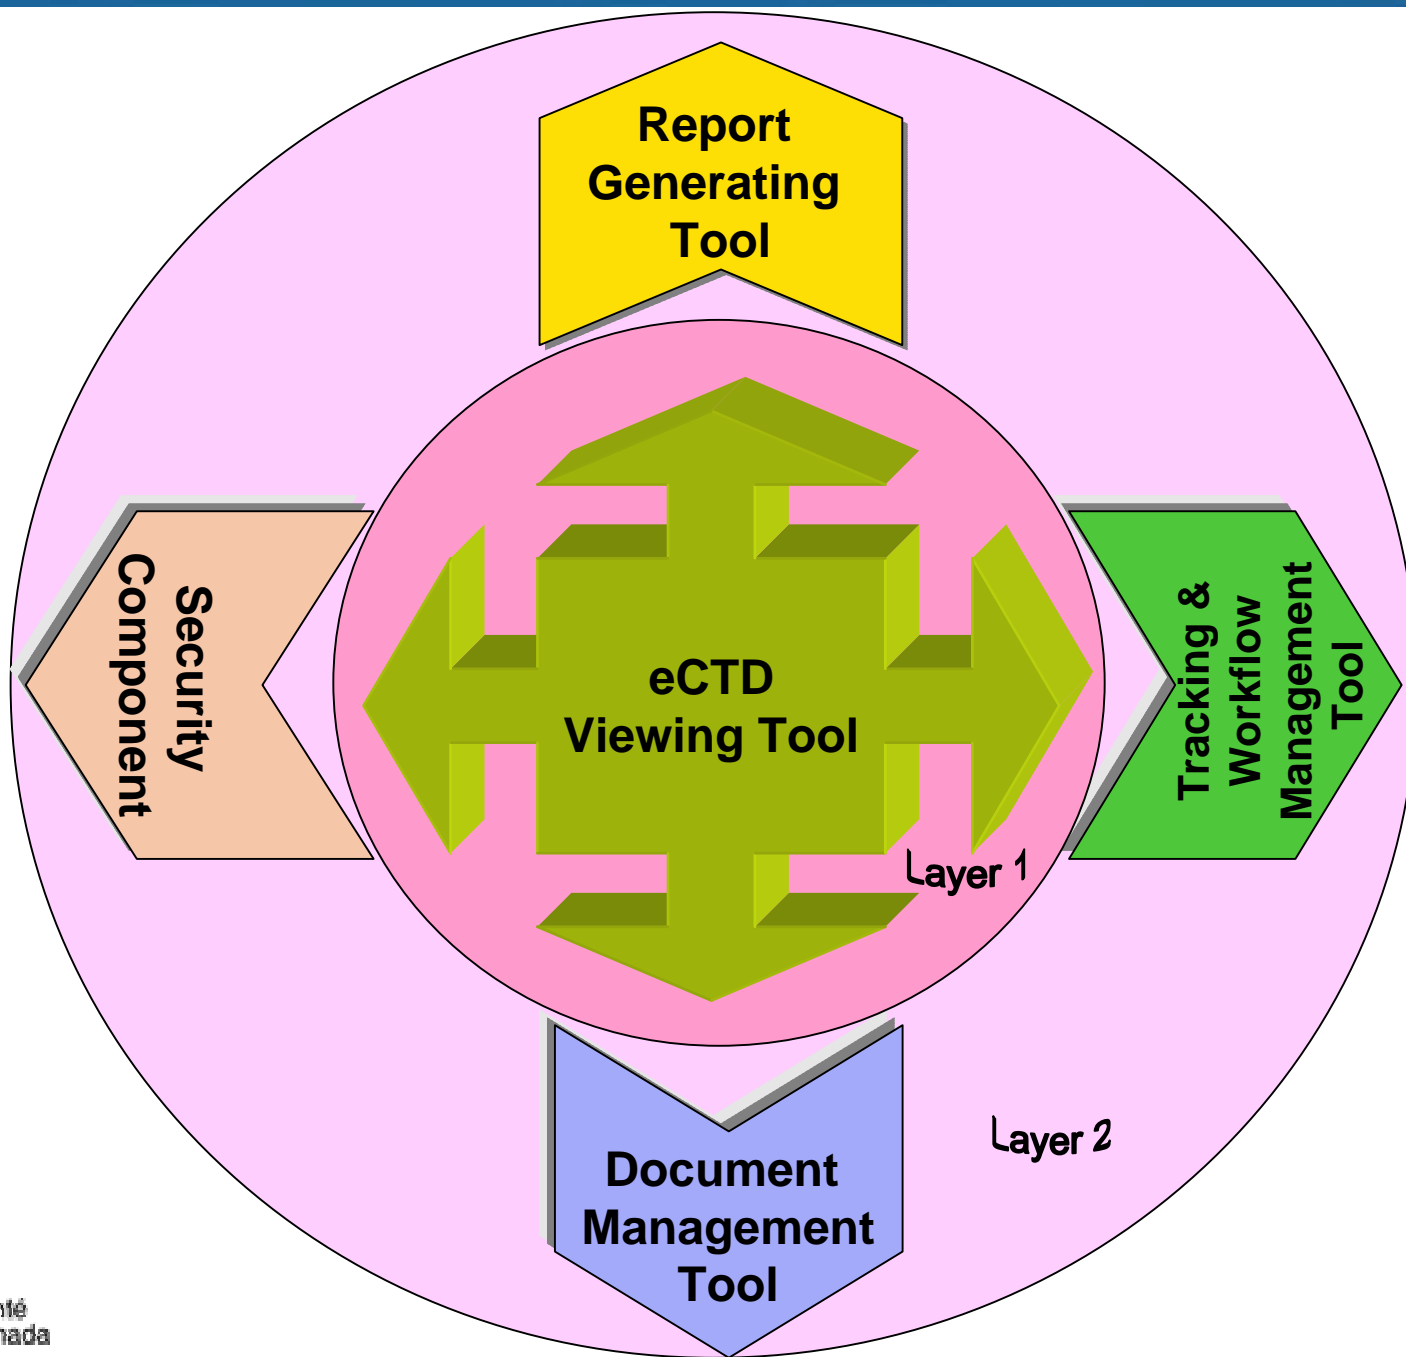 Report
Generating
Tool
Security
Component
eCTD
Viewing Tool
Tracking &
Workflow
Management
Tool
Layer 1
Layer 2
Document
Management
Tool